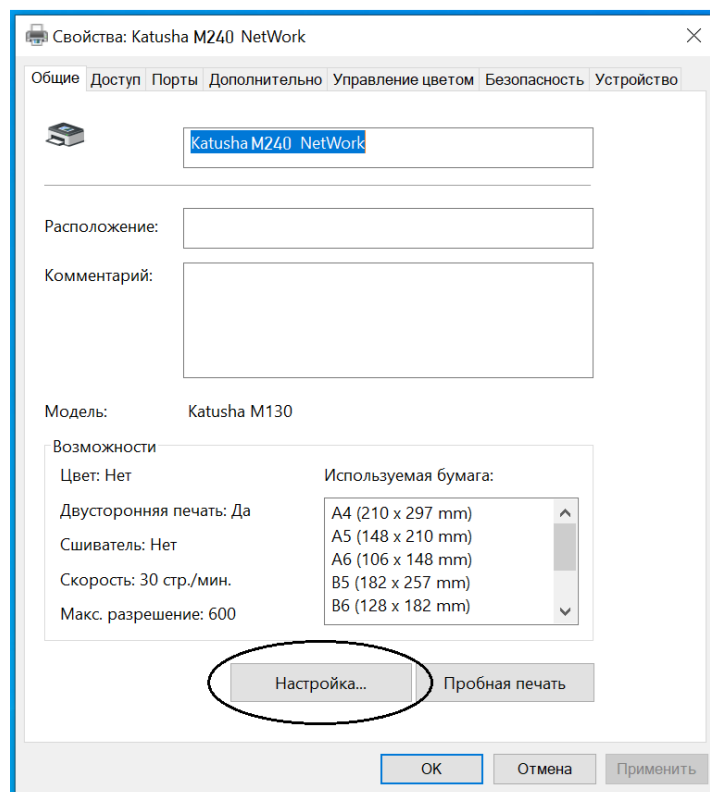 Свойства: Katusha M240 NetWork
Общие Доступ Порты Дополнительно Управление цветом Безопасность Устройство
Katusha M240 NetWork
Расположение:
Комментарий:
Модель: Katusha M130
Возможности
Цвет: Нет
Двусторонняя печать: Да
Сшиватель: Нет
Скорость: 30 стр./мин.
Макс. разрешение: 600
Используемая бумага:
A4 (210 x 297 mm)
A5 (148 x 210 mm)
A6 (106 x 148 mm)
B5 (182 x 257 mm)
B6 (128 x 182 mm)
Настройка... Пробная печать
ОК Отмена Применить